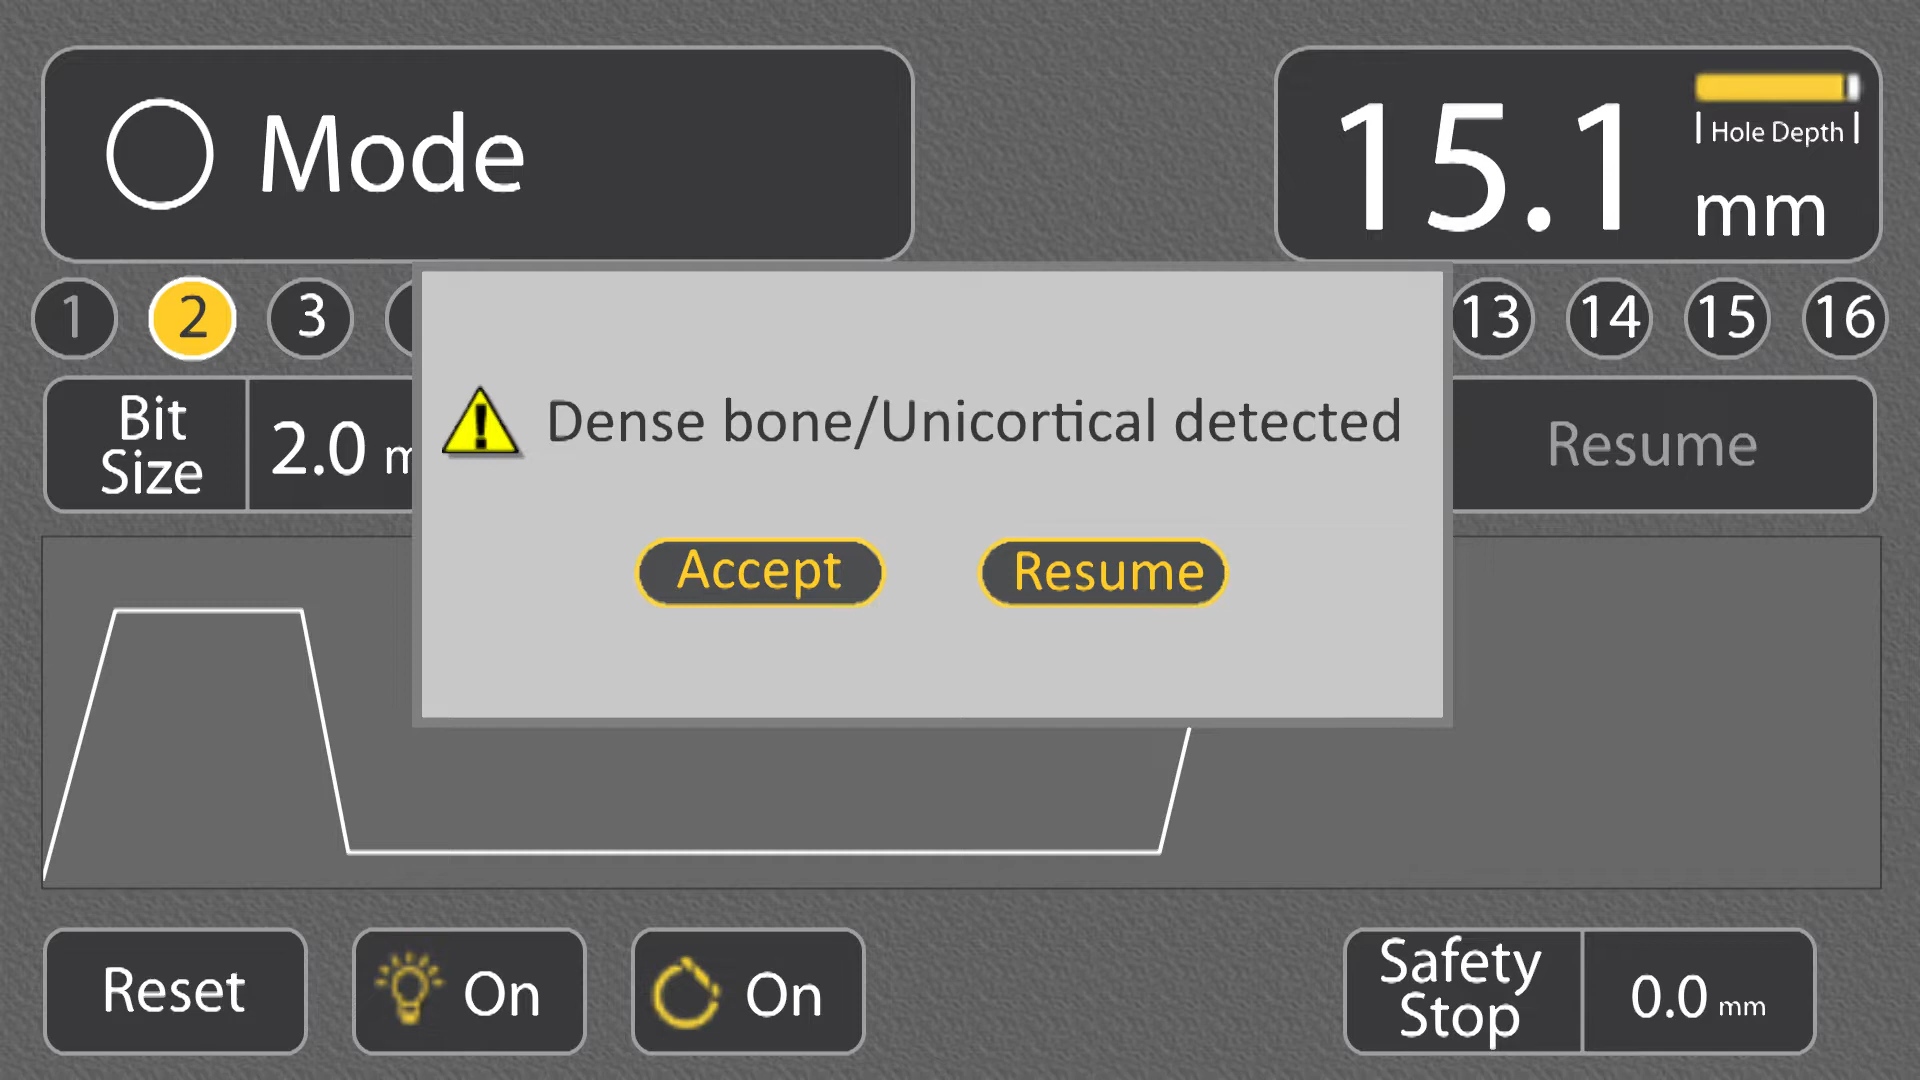 Mode
15.1
Hole Depth
mm
1 2 3 13 14 15 16
Bit
Size
2.0
Resume
Dense bone/Unicortical detected
Accept Resume
Reset
On
On
Safety
Stop
0.0 mm